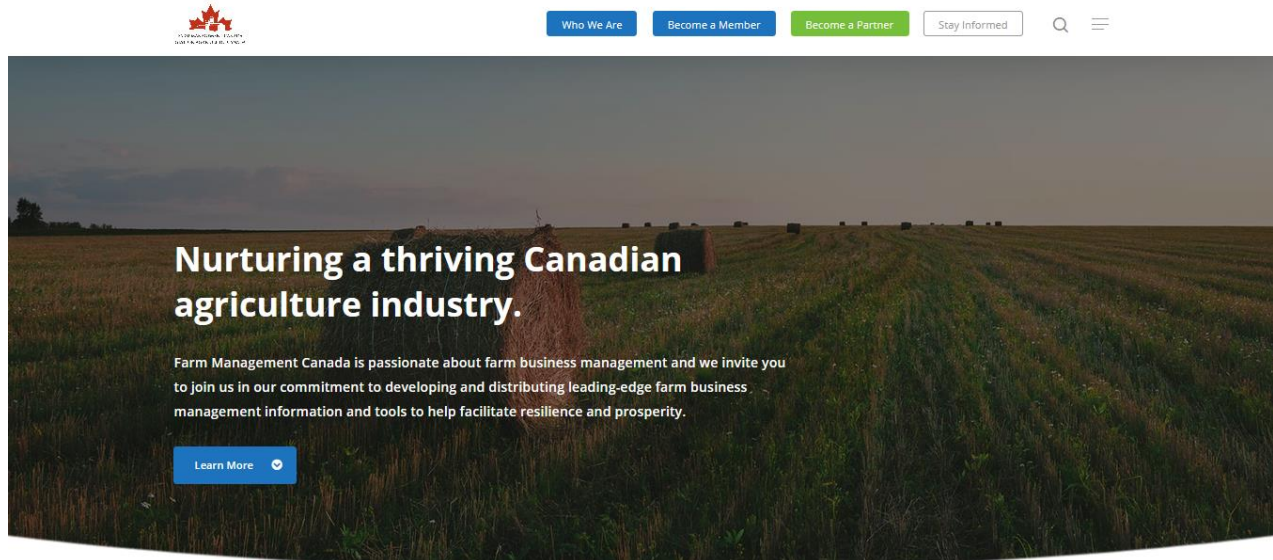 Who We Are
Become a Member
Become a Partner
Stay Informed
Nurturing a thriving Canadian
agriculture industry.
Farm Management Canada is passionate about farm business management and we invite you
to join us in our commitment to developing and distributing leading-edge farm business
management information and tools to help facilitate resilience and prosperity.
Learn More